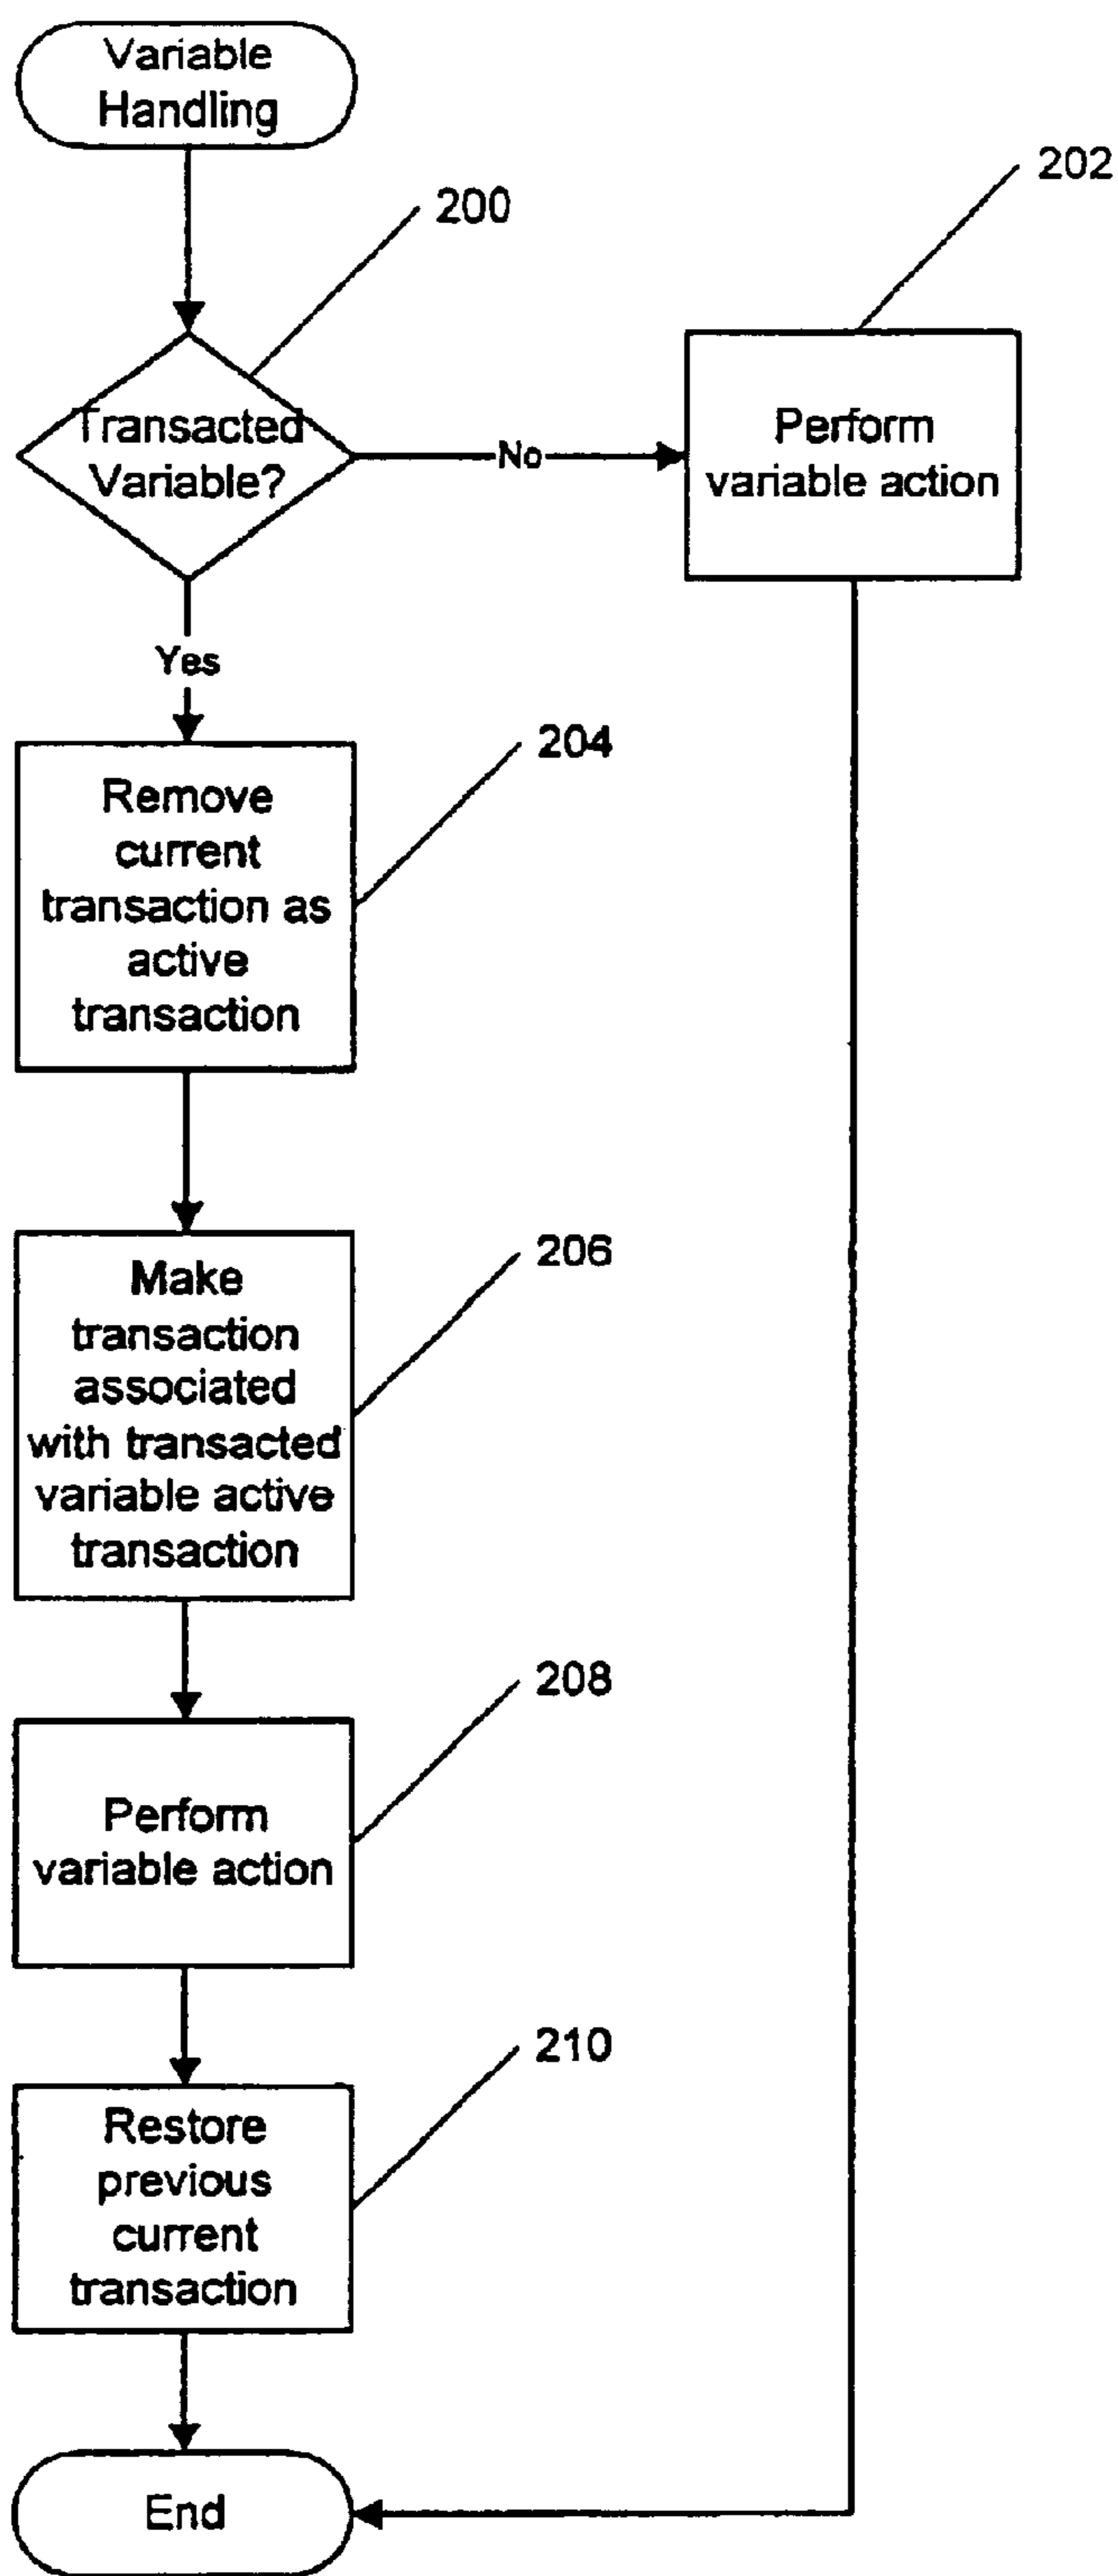 Variable
Handling
200
202
Transacted
Variable?
No
Perform
variable action
Yes
204
Remove
current
transaction as
active
transaction
206
Make
transaction
associated
with transacted
variable active
transaction
208
Perform
variable action
210
Restore
previous
current
transaction
End